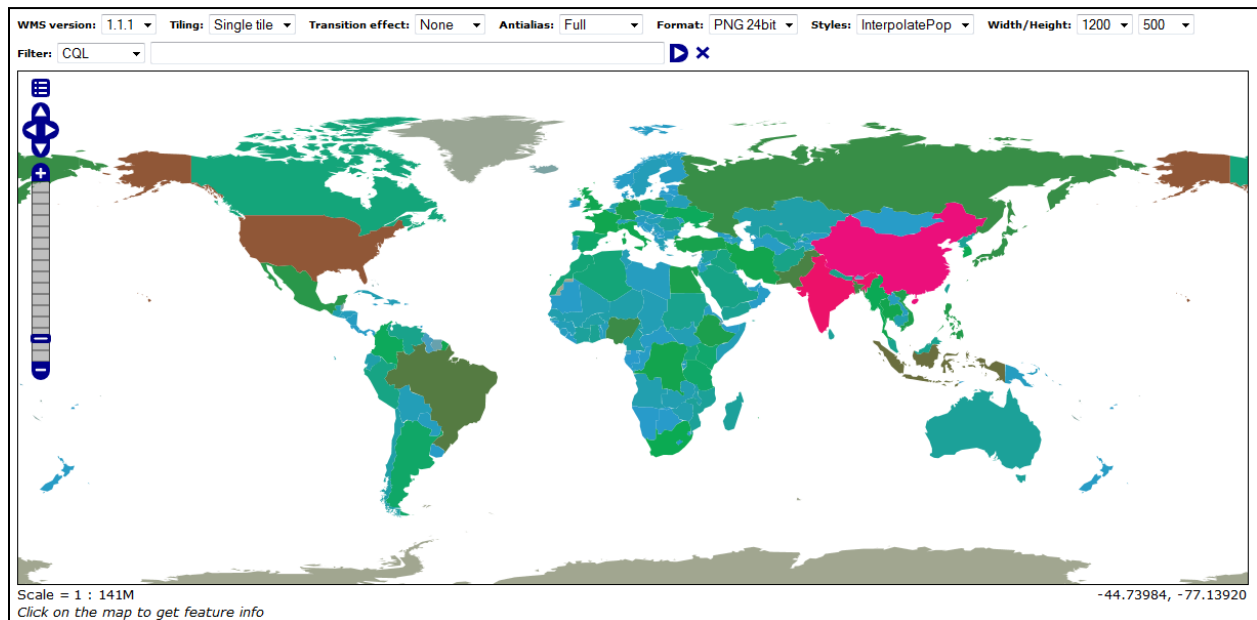 WMS version: 1.1.1 Tiling: Single tile Transition effect: None Antialias: Full Format: PNG 24bit Styles: InterpolatePop Width/Height: 1200 500
Filter: CQL
Scale = 1 : 141M -44.73984, -77.13920
Click on the map to get feature info